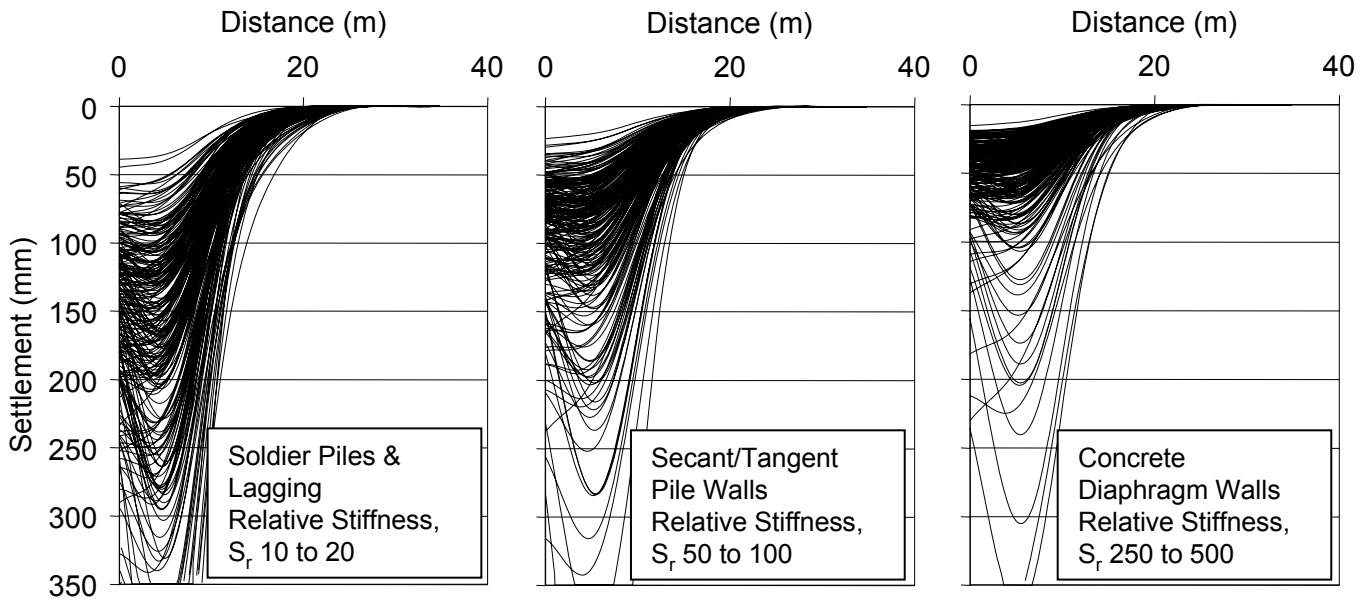 Distance (m)
Distance (m)
Distance (m)
0 20 40
0 20 40
0 20 40
Settlement (mm)
0
50
100
150
200
250
300
350
Soldier Piles &
Lagging
Relative Stiffness,
Sr 10 to 20
Secant/Tangent
Pile Walls
Relative Stiffness,
Sr 50 to 100
Concrete
Diaphragm Walls
Relative Stiffness,
Sr 250 to 500